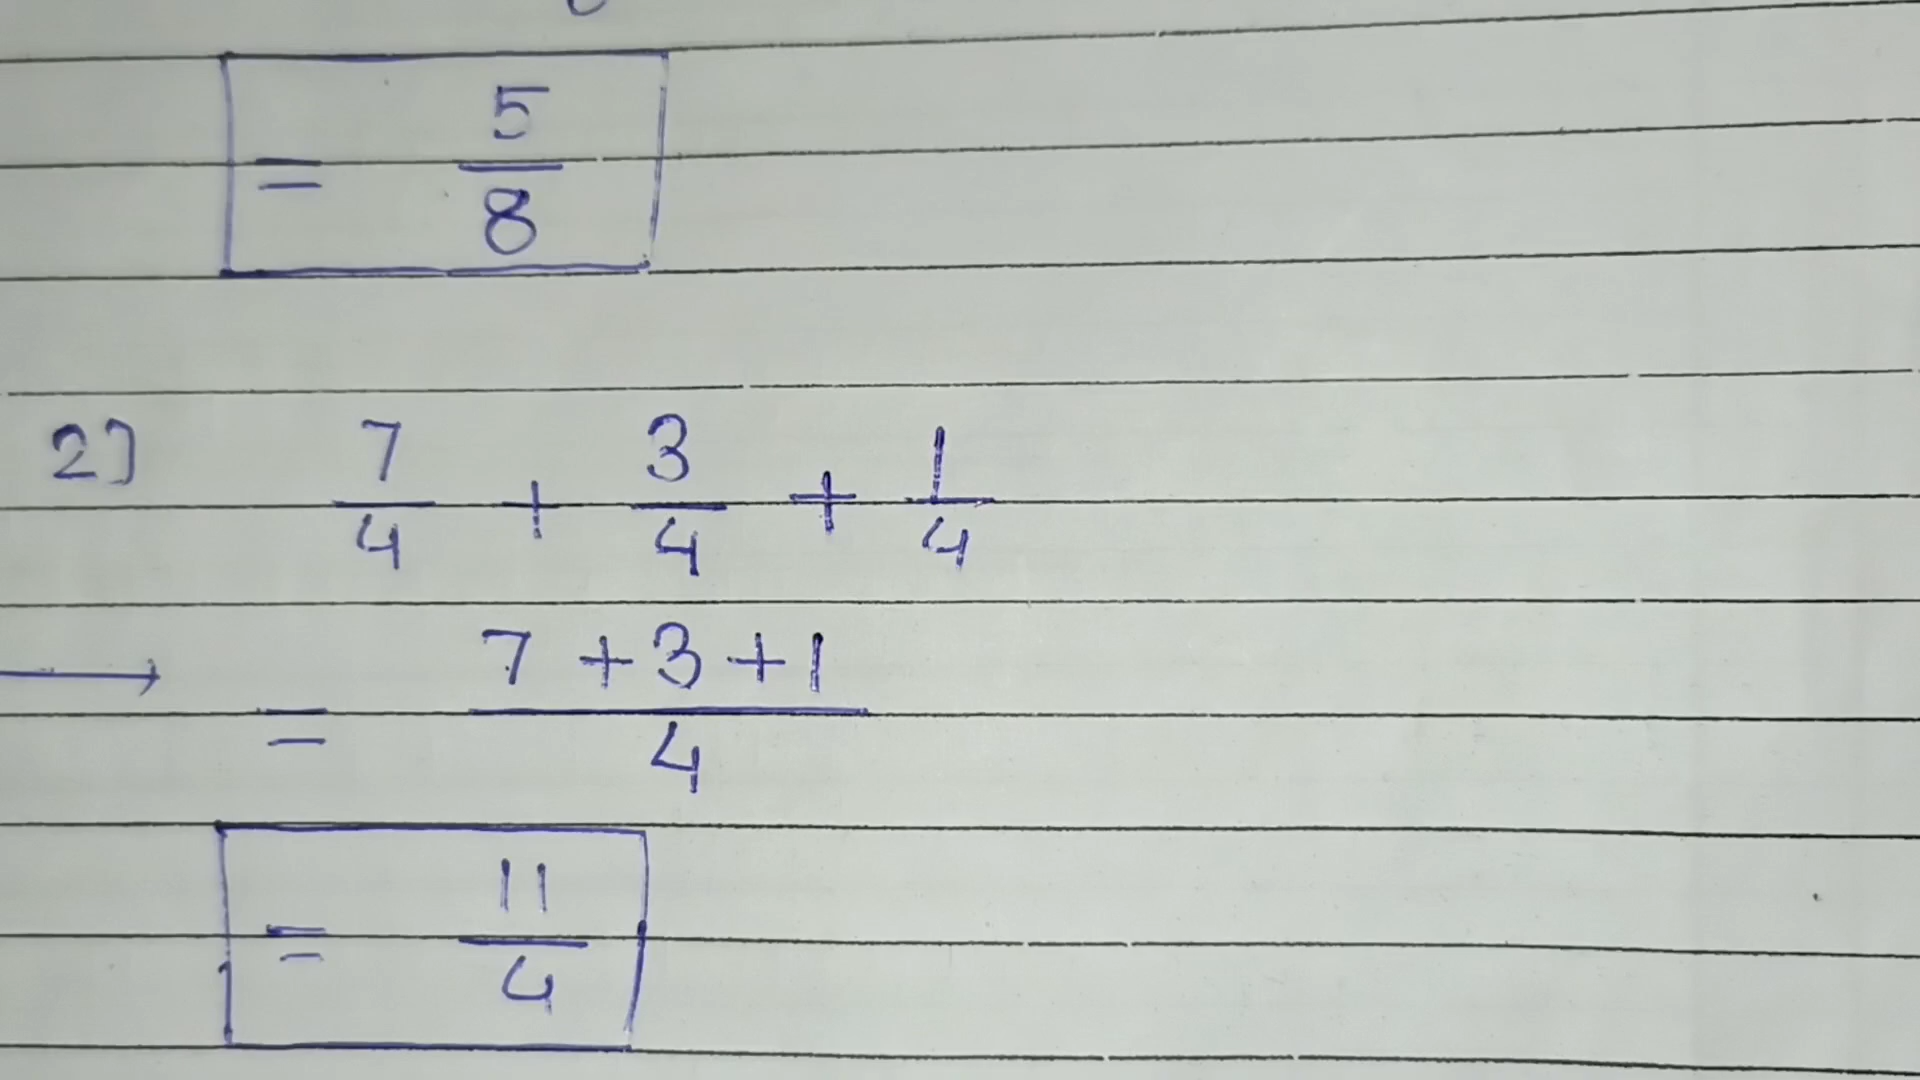 = 5/8
2] 7/4 + 3/4 + 1/4
→ = 7 + 3 + 1/4
= 11/4